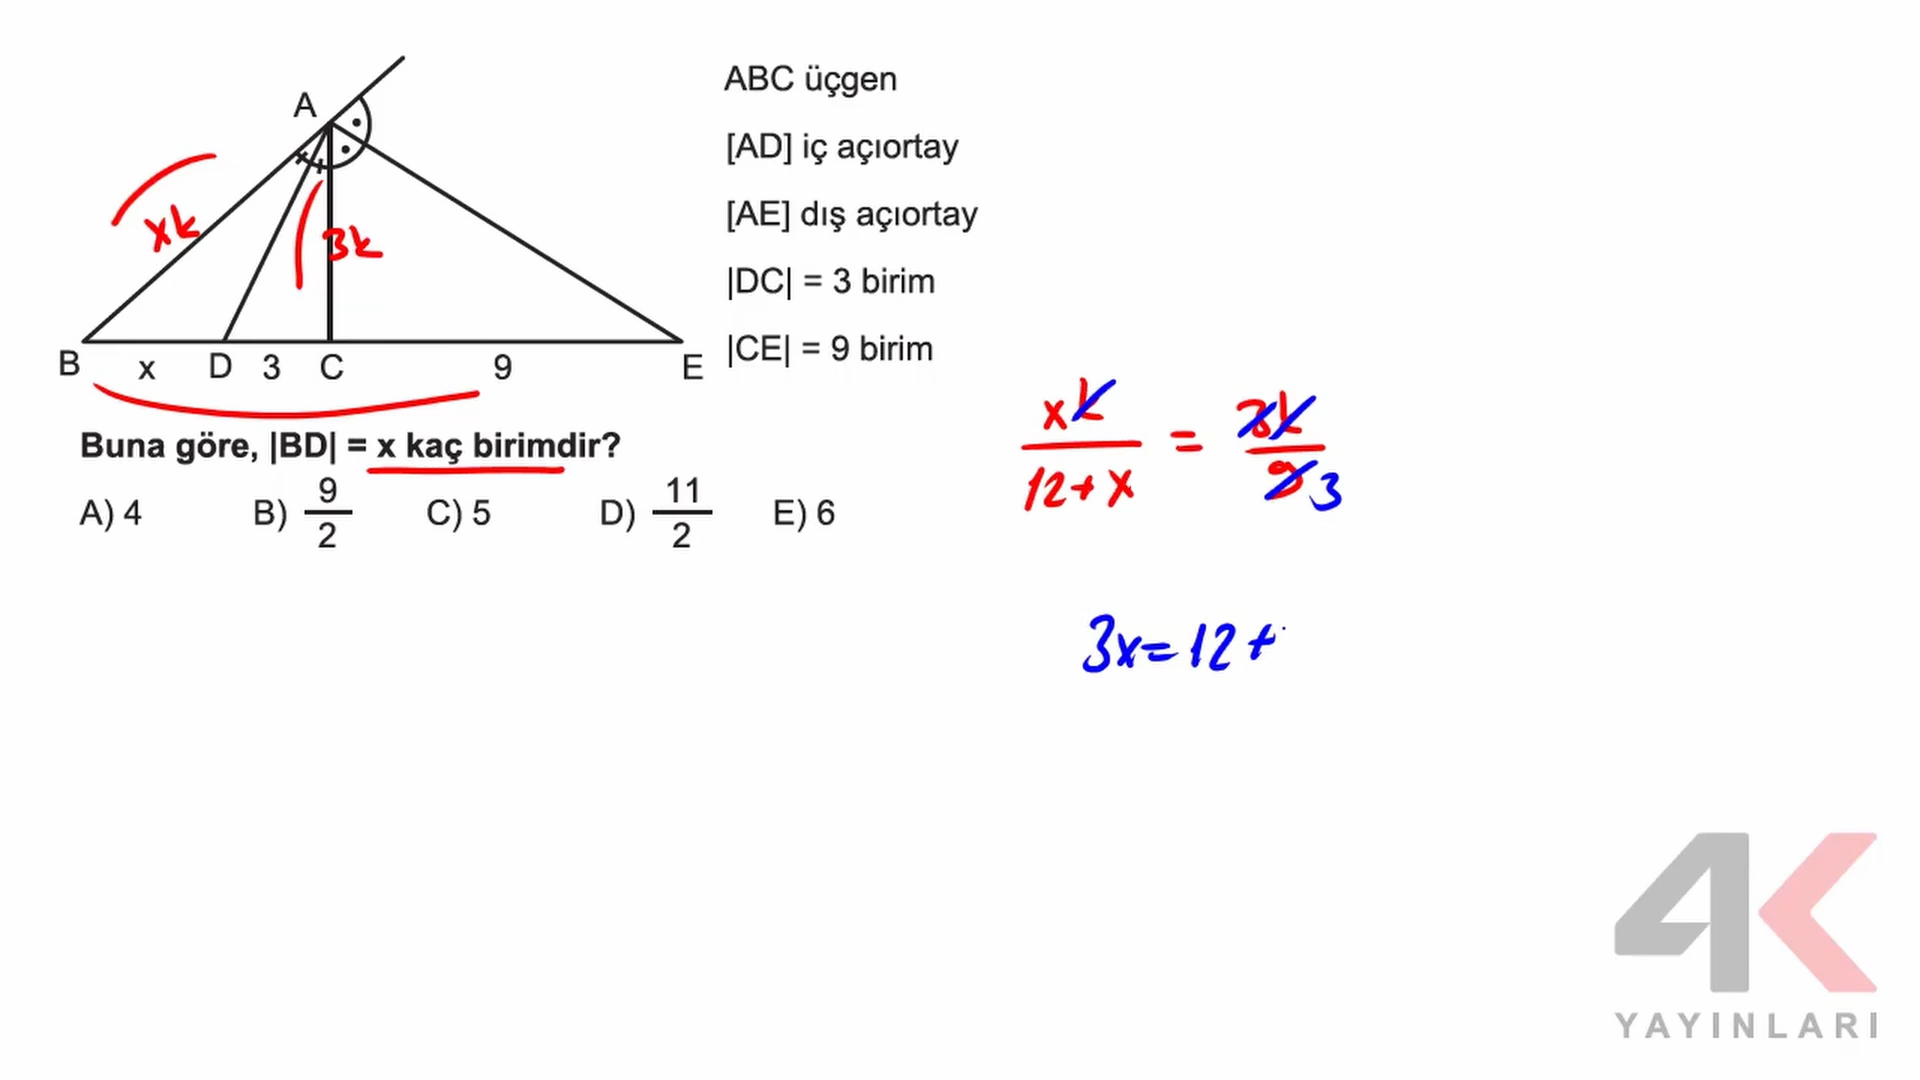 A
xk
3k
B x D 3 C 9 E
ABC üçgen
[AD] iç açıortay
[AE] dış açıortay
|DC| = 3 birim
|CE| = 9 birim
Buna göre, |BD| = x kaç birimdir?
A) 4 B) 9/2 C) 5 D) 11/2 E) 6
xk/12+x = 3k/9 3
3x=12+
4K
YAYINLARI